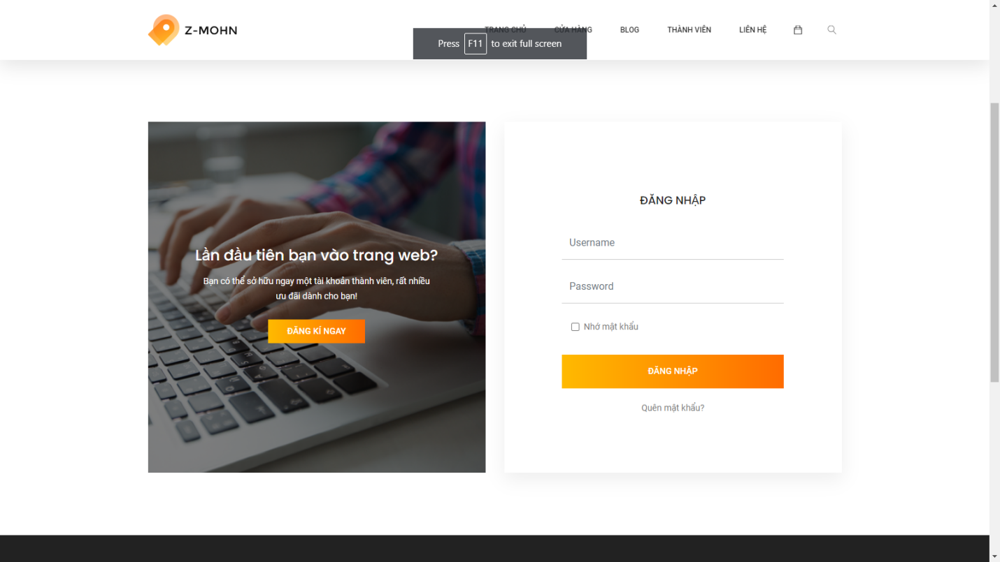 Z-MOHN
TRANG CHỦ
CỬA HÀNG
BLOG
THÀNH VIÊN
LIÊN HỆ
Press F11 to exit full screen
Lần đầu tiên bạn vào trang web?
Bạn có thể sở hữu ngay một tài khoản thành viên, rất nhiều
ưu đãi dành cho bạn!
ĐĂNG KÍ NGAY
ĐĂNG NHẬP
Username
Password
Nhớ mật khẩu
ĐĂNG NHẬP
Quên mật khẩu?